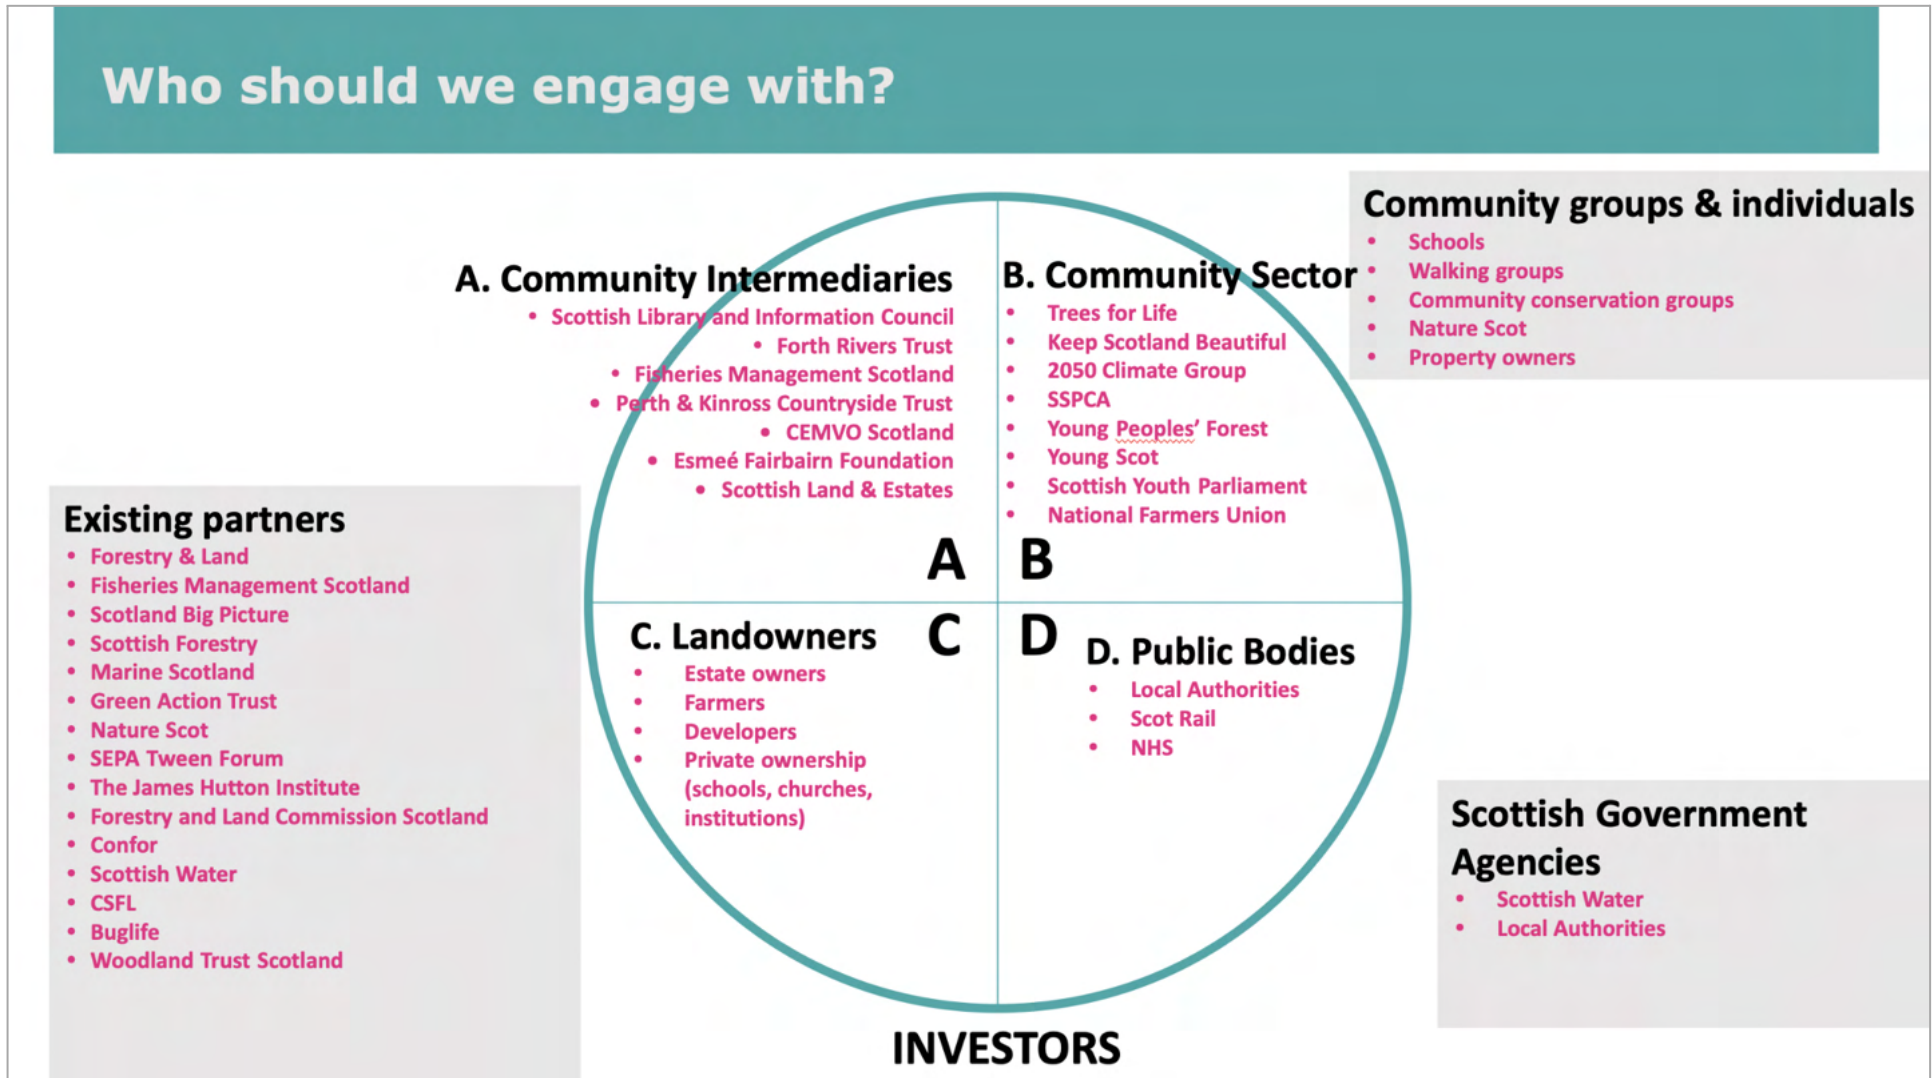 Who should we engage with?
Community groups & individuals
• Schools
• Walking groups
• Community conservation groups
• Nature Scot
• Property owners
A. Community Intermediaries
• Scottish Library and Information Council
• Forth Rivers Trust
• Fisheries Management Scotland
• Perth & Kinross Countryside Trust
• CEMVO Scotland
• Esmeé Fairbairn Foundation
• Scottish Land & Estates
A
B. Community Sector
• Trees for Life
• Keep Scotland Beautiful
• 2050 Climate Group
• SSPCA
• Young Peoples’ Forest
• Young Scot
• Scottish Youth Parliament
• National Farmers Union
B
Existing partners
• Forestry & Land
• Fisheries Management Scotland
• Scotland Big Picture
• Scottish Forestry
• Marine Scotland
• Green Action Trust
• Nature Scot
• SEPA Tween Forum
• The James Hutton Institute
• Forestry and Land Commission Scotland
• Confor
• Scottish Water
• CSFL
• Buglife
• Woodland Trust Scotland
C. Landowners
C
• Estate owners
• Farmers
• Developers
• Private ownership
(schools, churches,
institutions)
D
D. Public Bodies
• Local Authorities
• Scot Rail
• NHS
Scottish Government
Agencies
• Scottish Water
• Local Authorities
INVESTORS